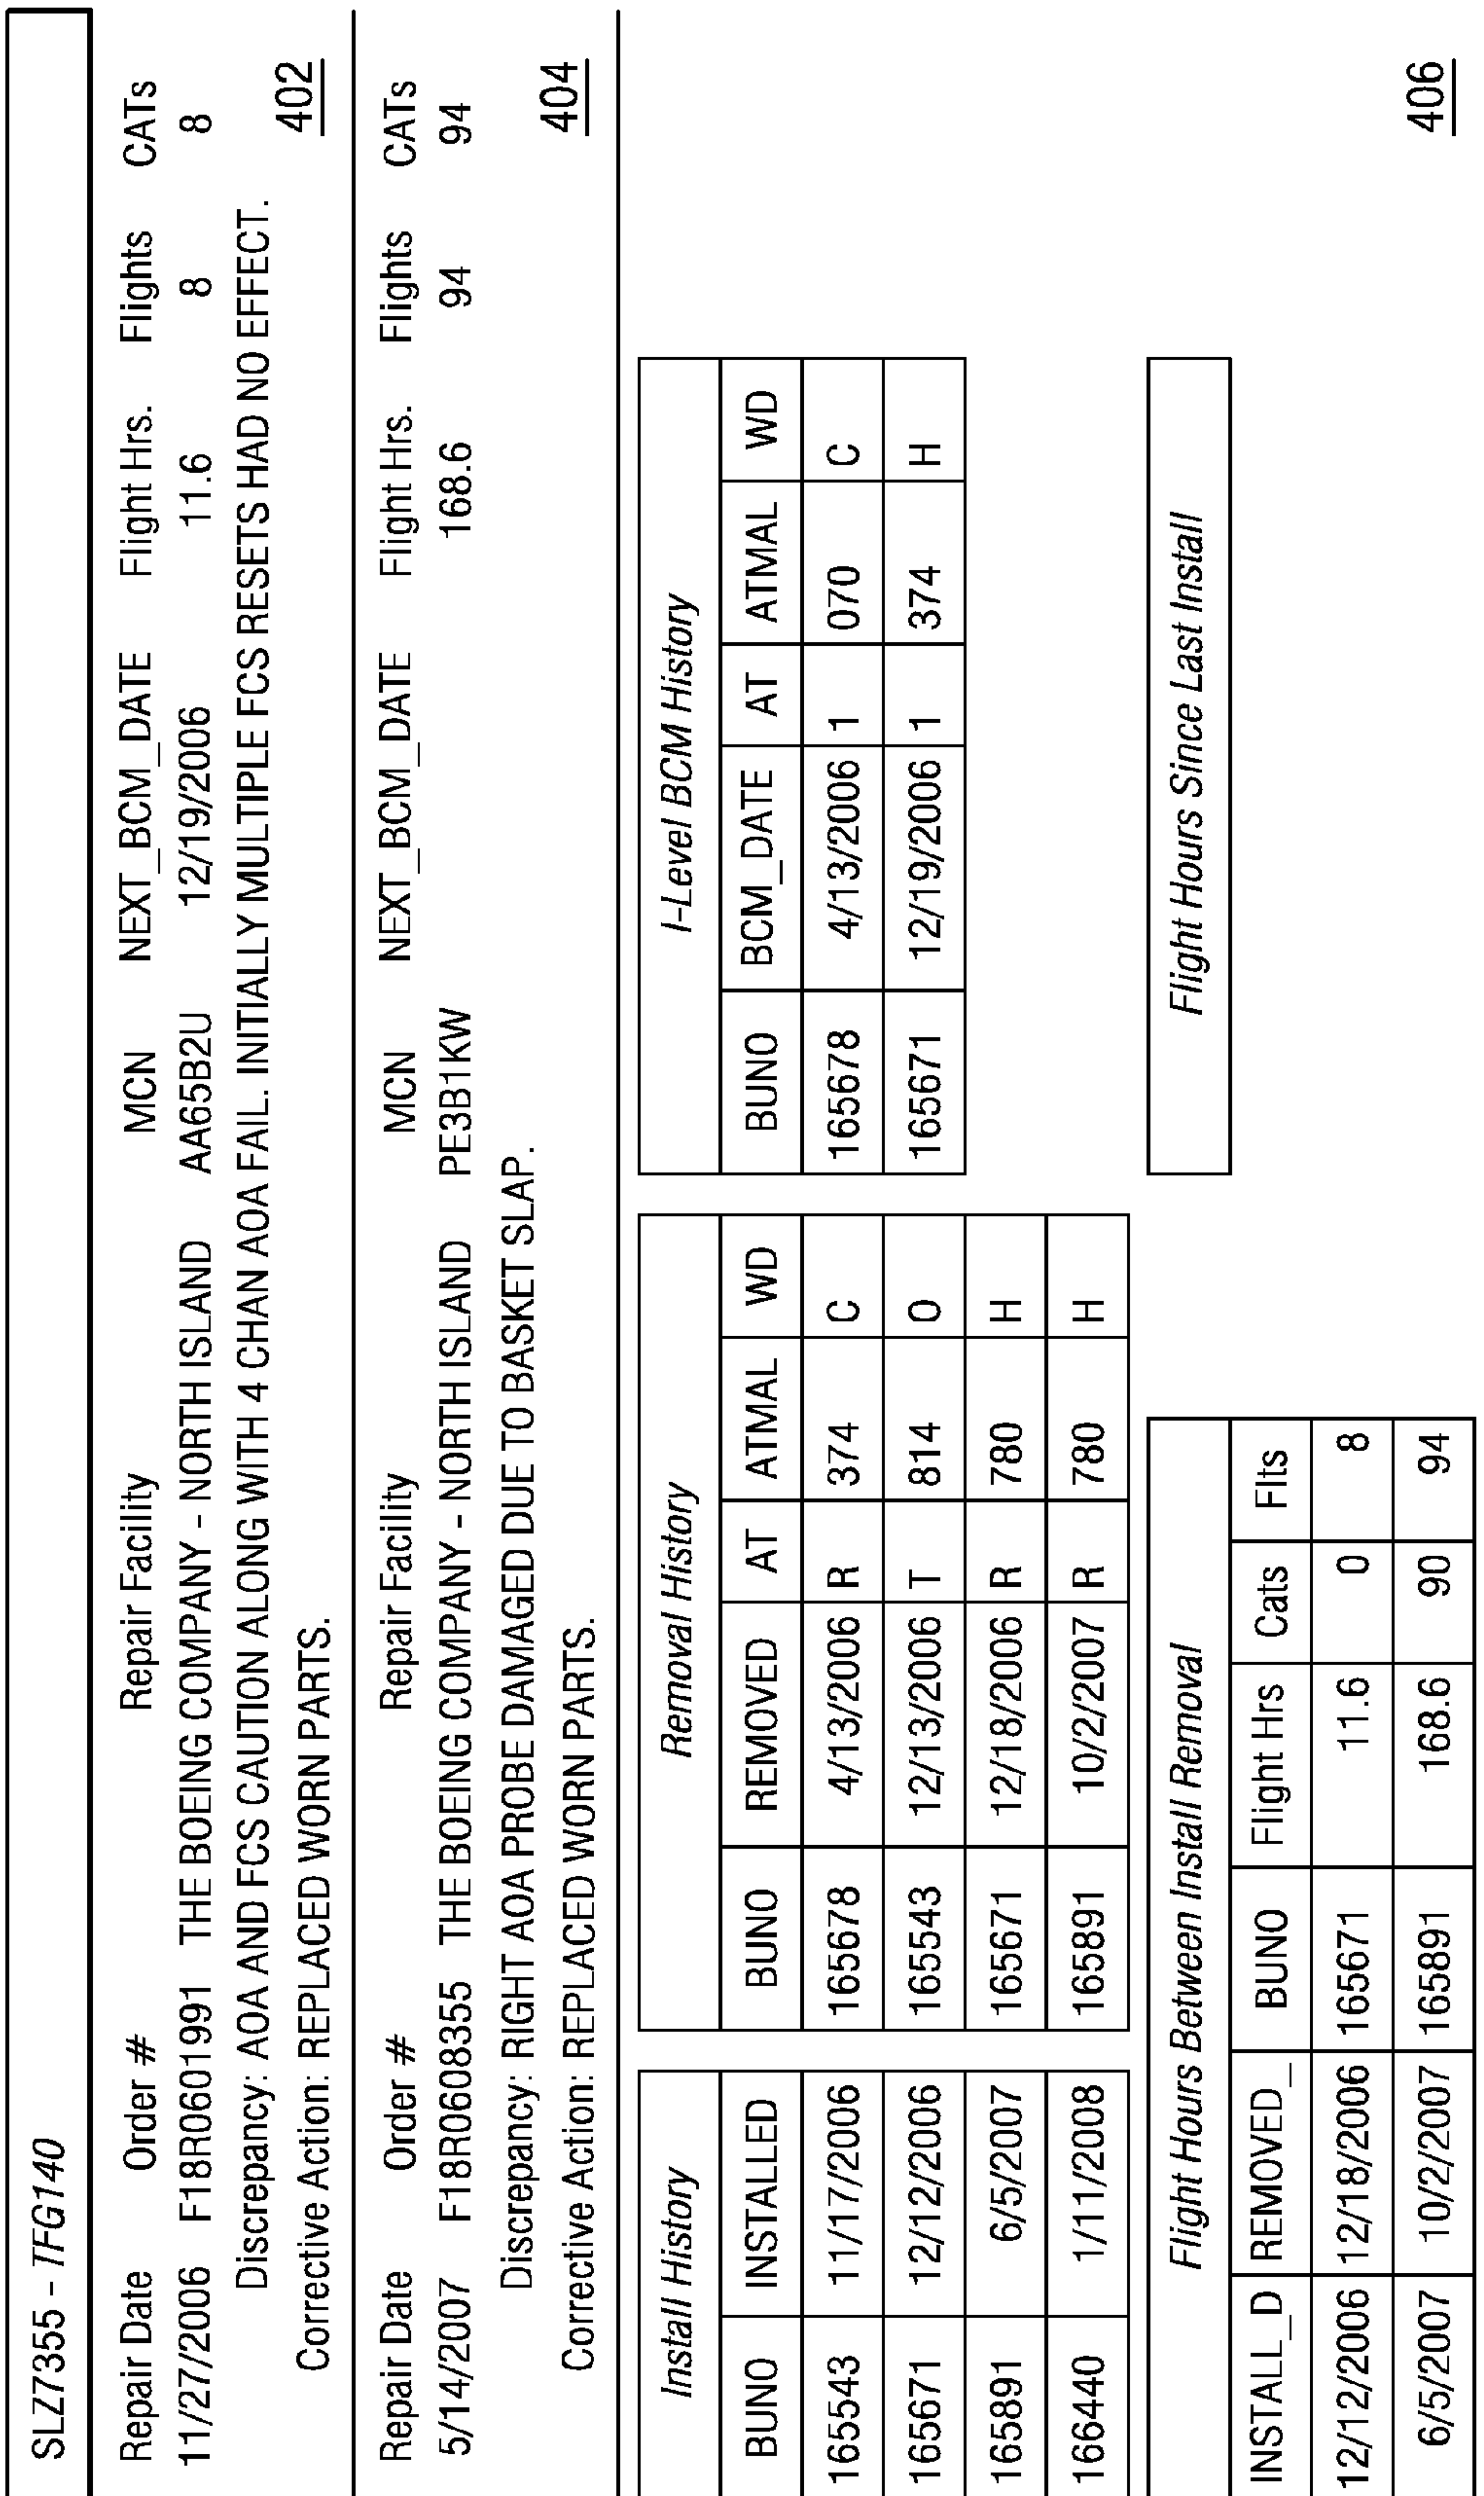 SLZ7355 - TFG140
Repair Date Order # Repair Facility MCN NEXT_BCM_DATE Flight Hrs. Flights CATs
11/27/2006 F18R0601991 THE BOEING COMPANY - NORTH ISLAND AA65B2U 12/19/2006 11.6 8 8
Discrepancy: AOA AND FCS CAUTION ALONG WITH 4 CHAN AOA FAIL. INITIALLY MULTIPLE FCS RESETS HAD NO EFFECT.
Corrective Action: REPLACED WORN PARTS. 402
Repair Date Order # Repair Facility MCN NEXT_BCM_DATE Flight Hrs. Flights CATs
5/14/2007 F18R0608355 THE BOEING COMPANY - NORTH ISLAND PE3B1KW 168.6 94 94
Discrepancy: RIGHT AOA PROBE DAMAGED DUE TO BASKET SLAP.
Corrective Action: REPLACED WORN PARTS. 404
Install History
BUNO INSTALLED
165543 11/17/2006
165671 12/12/2006
165891 6/5/2007
166440 1/11/2008
Removal History
BUNO REMOVED AT ATMAL WD
165678 4/13/2006 R 374 C
165543 12/13/2006 T 814 O
165671 12/18/2006 R 780 H
165891 10/2/2007 R 780 H
I-Level BCM History
BUNO BCM_DATE AT ATMAL WD
165678 4/13/2006 1 070 C
165671 12/19/2006 1 374 H
Flight Hours Between Install Removal
INSTALL_D REMOVED_ BUNO Flight Hrs Cats Flts
12/12/2006 12/18/2006 165671 11.6 0 8
6/5/2007 10/2/2007 165891 168.6 90 94
Flight Hours Since Last Install
406